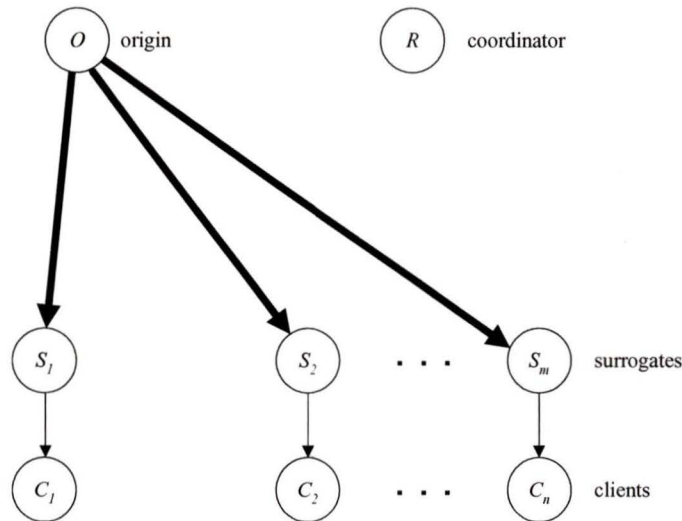 O origin R coordinator
S1 S2 . . . Sm surrogates
C1 C2 . . . Cn clients